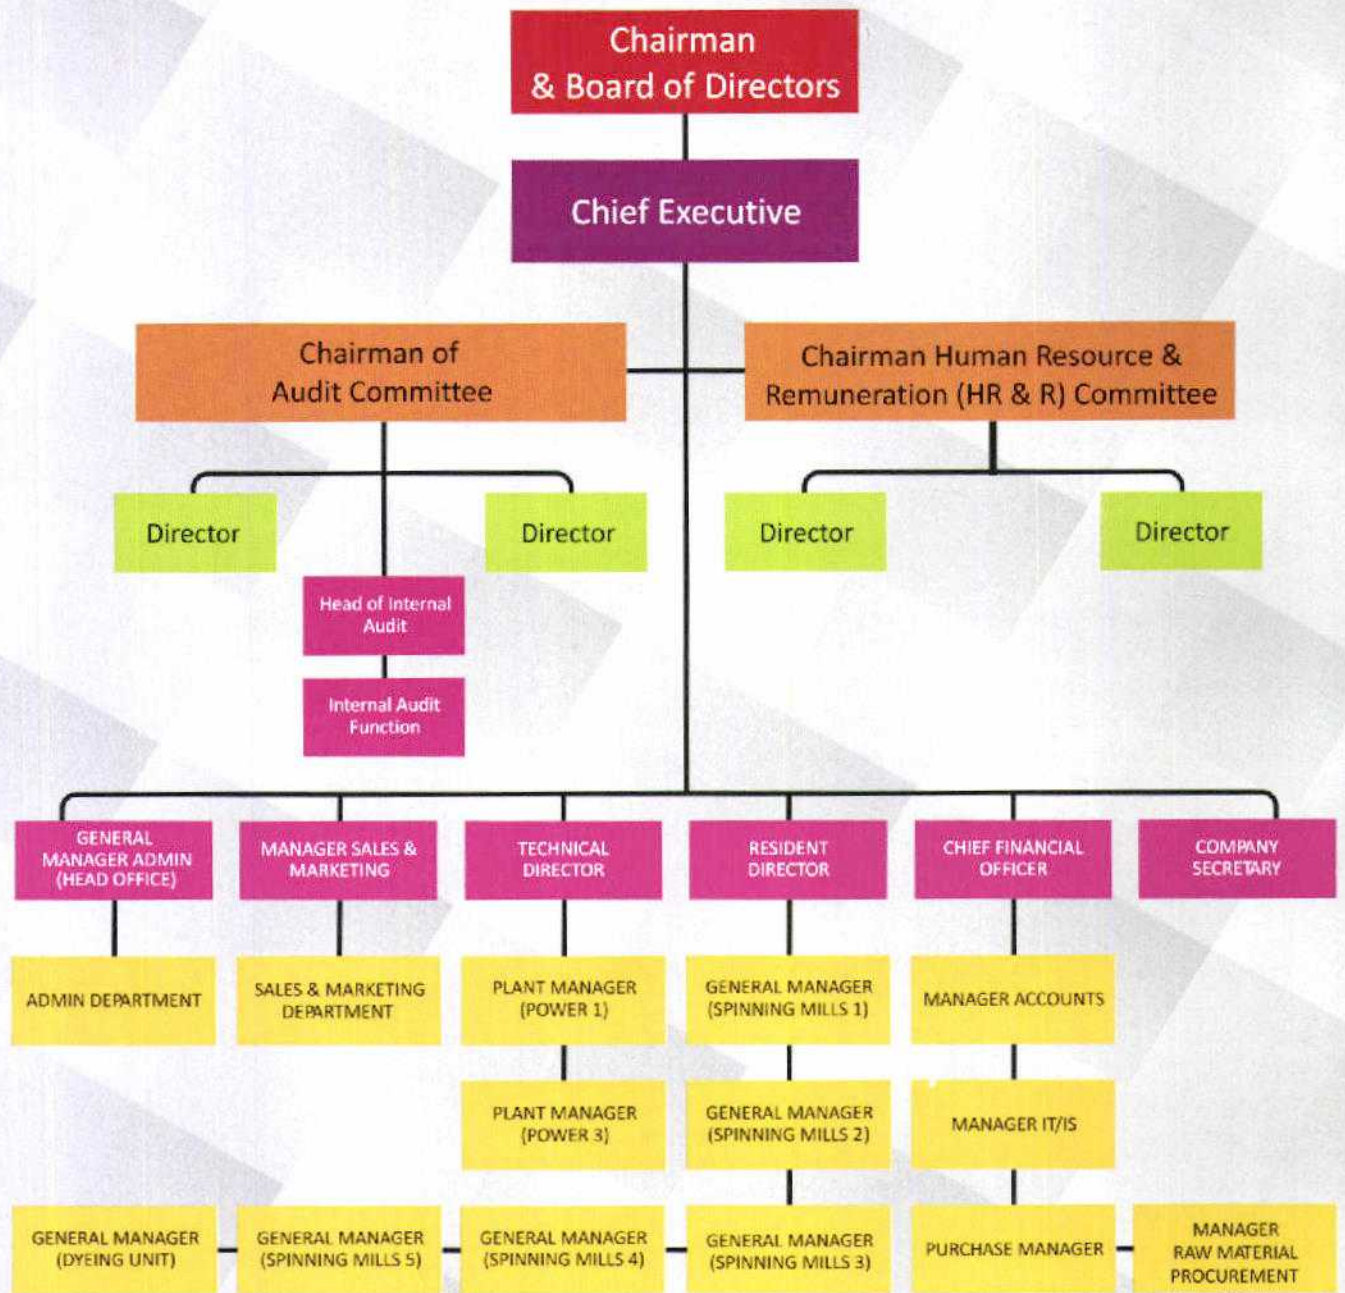 Chairman
& Board of Directors
Chief Executive
Chairman of
Audit Committee
Chairman Human Resource &
Remuneration (HR & R) Committee
Director
Director
Director
Director
Head of Internal
Audit
Internal Audit
Function
GENERAL
MANAGER ADMIN
(HEAD OFFICE)
MANAGER SALES &
MARKETING
TECHNICAL
DIRECTOR
RESIDENT
DIRECTOR
CHIEF FINANCIAL
OFFICER
COMPANY
SECRETARY
ADMIN DEPARTMENT
SALES & MARKETING
DEPARTMENT
PLANT MANAGER
(POWER 1)
GENERAL MANAGER
(SPINNING MILLS 1)
MANAGER ACCOUNTS
PLANT MANAGER
(POWER 3)
GENERAL MANAGER
(SPINNING MILLS 2)
MANAGER IT/IS
GENERAL MANAGER
(DYEING UNIT)
GENERAL MANAGER
(SPINNING MILLS 5)
GENERAL MANAGER
(SPINNING MILLS 4)
GENERAL MANAGER
(SPINNING MILLS 3)
PURCHASE MANAGER
MANAGER
RAW MATERIAL
PROCUREMENT